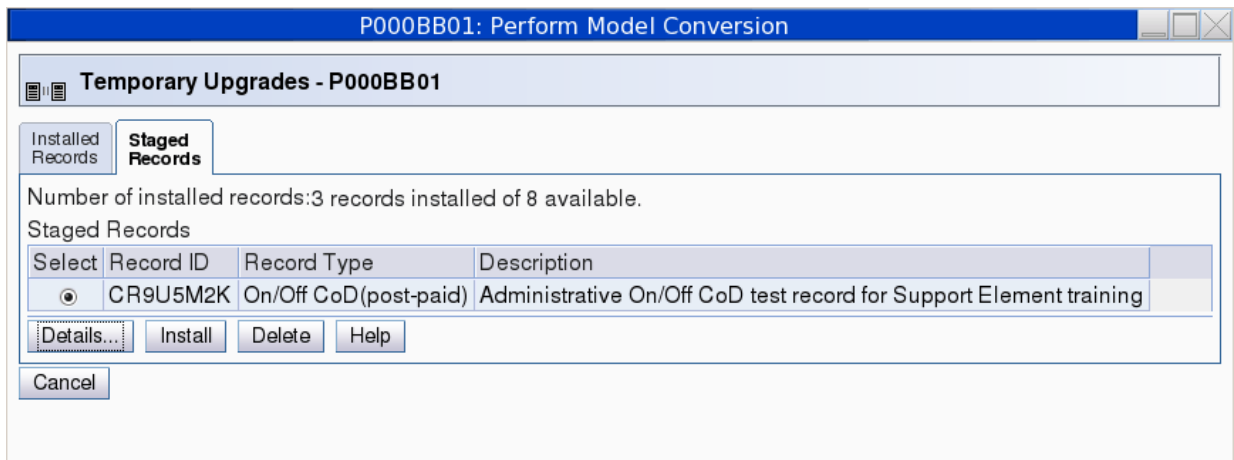 P000BB01: Perform Model Conversion
Temporary Upgrades - P000BB01
Installed Records
Staged Records
Number of installed records:3 records installed of 8 available.
Staged Records
Select Record ID Record Type Description
CR9U5M2K On/Off CoD(post-paid) Administrative On/Off CoD test record for Support Element training
Details... Install Delete Help
Cancel